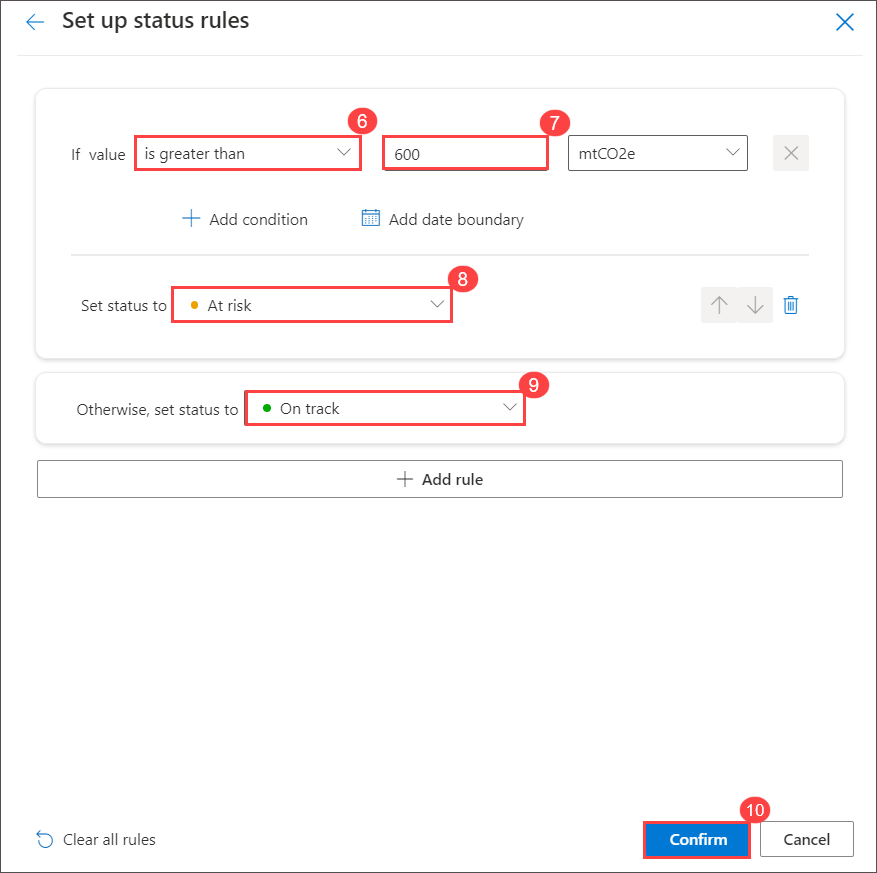 Set up status rules
6
7
If value is greater than 600 mtCO2e
Add condition Add date boundary
8
Set status to At risk
9
Otherwise, set status to On track
Add rule
10
Clear all rules Confirm Cancel